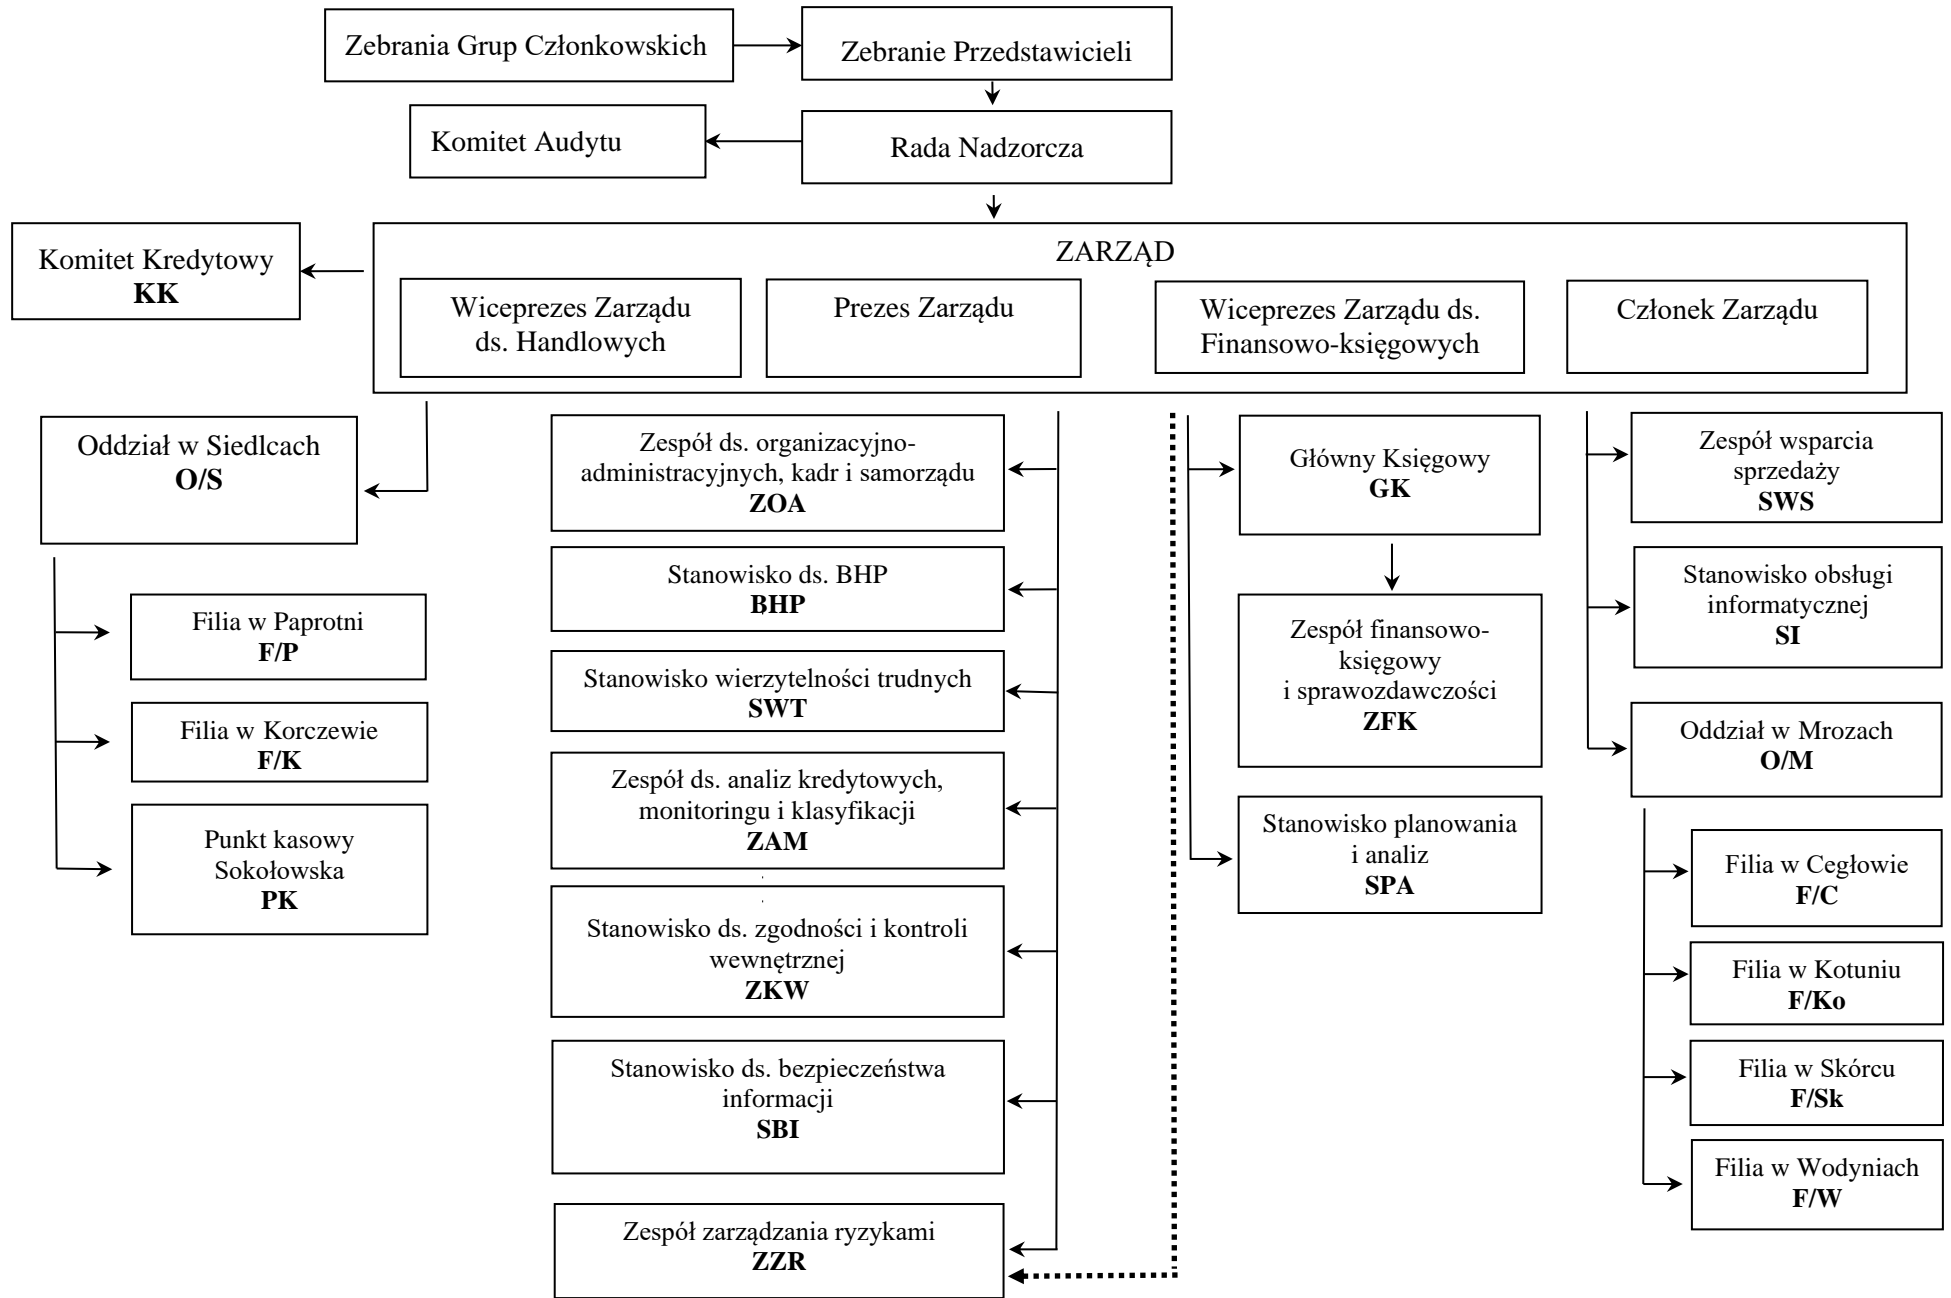 Zebrania Grup Członkowskich
Zebranie Przedstawicieli
Komitet Audytu
Rada Nadzorcza
Komitet Kredytowy
KK
ZARZĄD
Wiceprezes Zarządu
ds. Handlowych
Prezes Zarządu
Wiceprezes Zarządu ds.
Finansowo-księgowych
Członek Zarządu
Oddział w Siedlcach
O/S
Filia w Paprotni
F/P
Filia w Korczewie
F/K
Punkt kasowy
Sokołowska
PK
Zespół ds. organizacyjno-
administracyjnych, kadr i samorządu
ZOA
Stanowisko ds. BHP
BHP
Stanowisko wierzytelności trudnych
SWT
Zespół ds. analiz kredytowych,
monitoringu i klasyfikacji
ZAM
Stanowisko ds. zgodności i kontroli
wewnętrznej
ZKW
Stanowisko ds. bezpieczeństwa
informacji
SBI
Zespół zarządzania ryzykami
ZZR
Główny Księgowy
GK
Zespół finansowo-
księgowy
i sprawozdawczości
ZFK
Stanowisko planowania
i analiz
SPA
Zespół wsparcia
sprzedaży
SWS
Stanowisko obsługi
informatycznej
SI
Oddział w Mrozach
O/M
Filia w Cegłowie
F/C
Filia w Kotuniu
F/Ko
Filia w Skórcu
F/Sk
Filia w Wodyniach
F/W